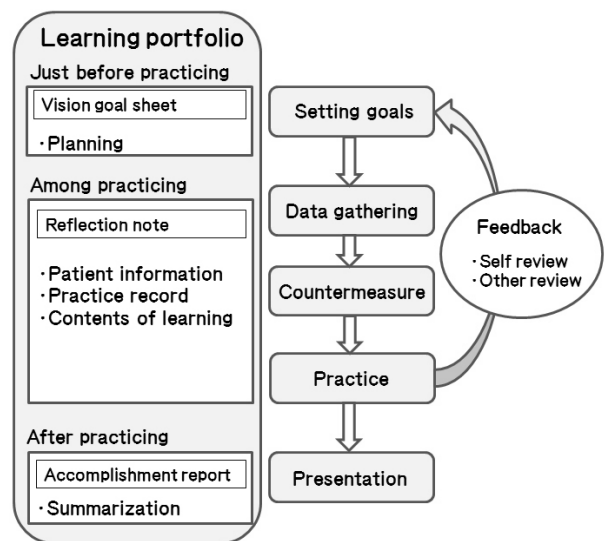 Learning portfolio
Just before practicing
Vision goal sheet
・Planning
Among practicing
Reflection note
・Patient information
・Practice record
・Contents of learning
After practicing
Accomplishment report
・Summarization
Setting goals
Data gathering
Countermeasure
Practice
Presentation
Feedback
・Self review
・Other review